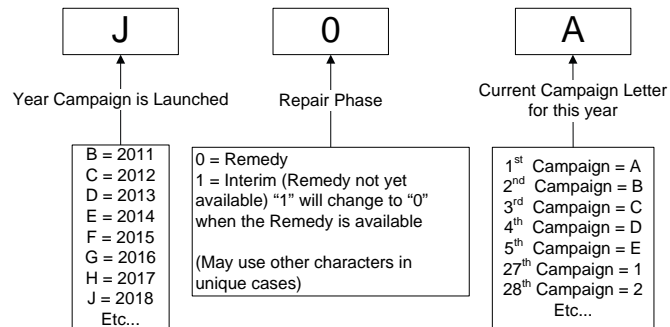 J
0
A
Year Campaign is Launched
Repair Phase
Current Campaign Letter
for this year
B = 2011
C = 2012
D = 2013
E = 2014
F = 2015
G = 2016
H = 2017
J = 2018
Etc...
0 = Remedy
1 = Interim (Remedy not yet
available) “1” will change to “0”
when the Remedy is available
(May use other characters in
unique cases)
1st Campaign = A
2nd Campaign = B
3rd Campaign = C
4th Campaign = D
5th Campaign = E
27th Campaign = 1
28th Campaign = 2
Etc...